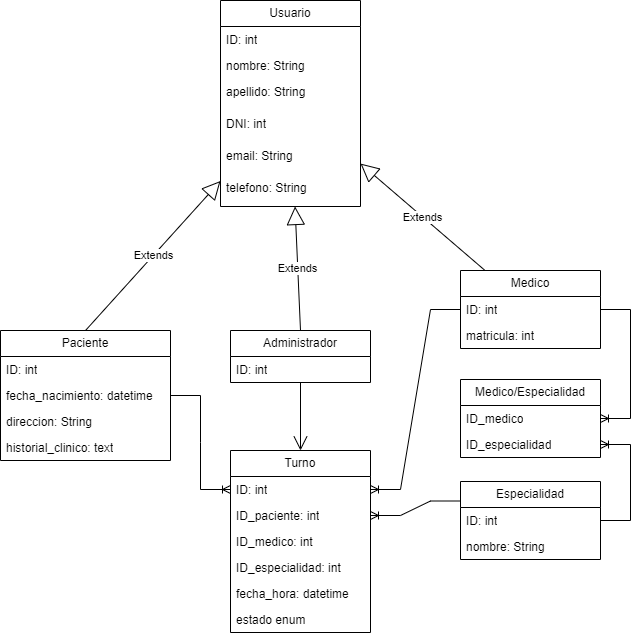 Usuario
ID: int
nombre: String
apellido: String
DNI: int
email: String
telefono: String
Extends
Extends
Extends
Paciente
ID: int
fecha_nacimiento: datetime
direccion: String
historial_clinico: text
Administrador
ID: int
Medico
ID: int
matricula: int
Medico/Especialidad
ID_medico
ID_especialidad
Turno
ID: int
ID_paciente: int
ID_medico: int
ID_especialidad: int
fecha_hora: datetime
estado enum
Especialidad
ID: int
nombre: String